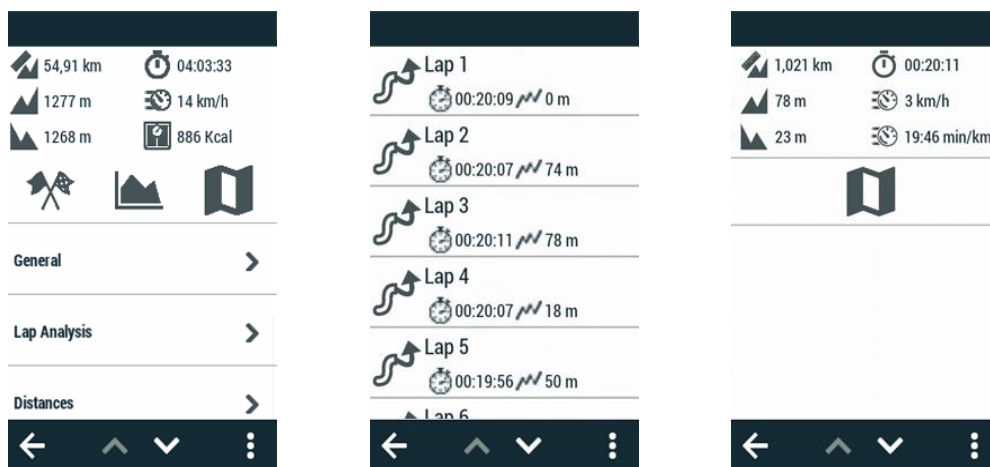 54,91 km 04:03:33
1277 m 14 km/h
1268 m 886 Kcal
General
Lap Analysis
Distances
Lap 1
00:20:09 0 m
Lap 2
00:20:07 74 m
Lap 3
00:20:11 78 m
Lap 4
00:20:07 18 m
Lap 5
00:19:56 50 m
Lap 6
1,021 km 00:20:11
78 m 3 km/h
23 m 19:46 min/km